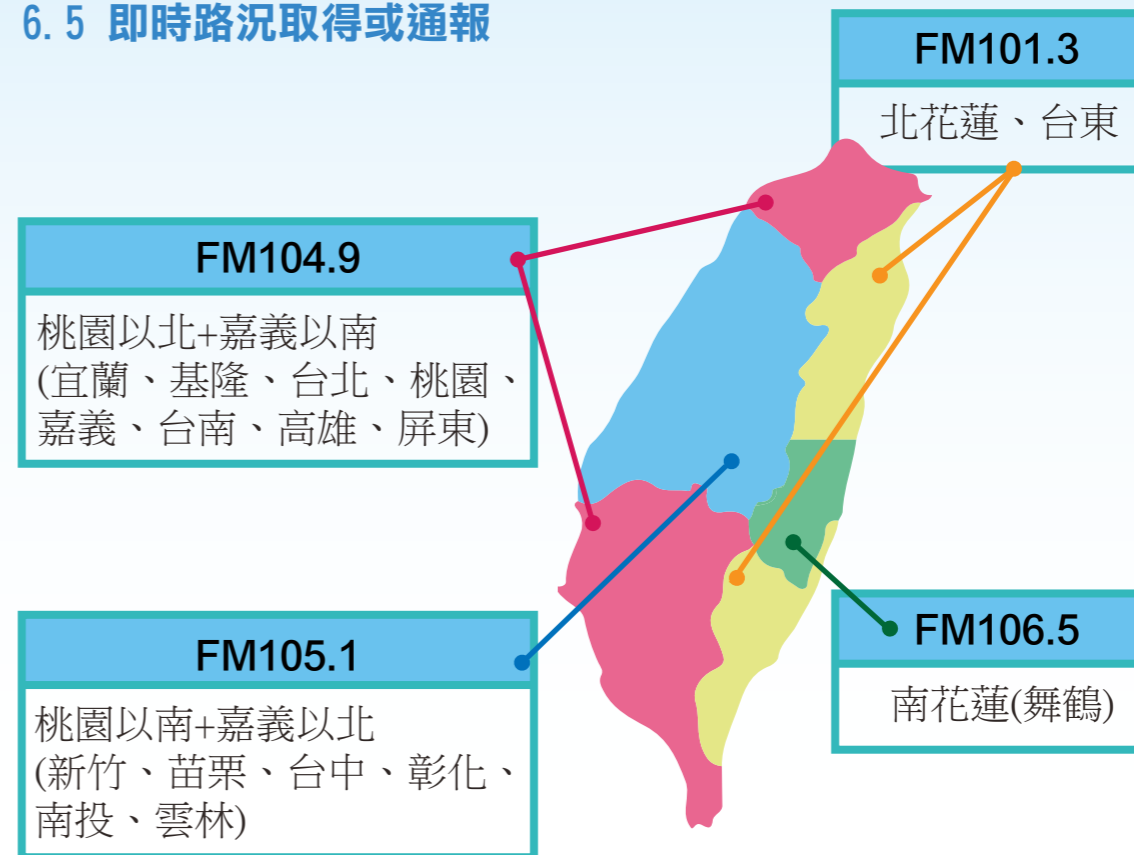 6.5 即時路況取得或通報
FM101.3
北花蓮、台東
FM104.9
桃園以北+嘉義以南
(宜蘭、基隆、台北、桃園、
嘉義、台南、高雄、屏東)
FM105.1
桃園以南+嘉義以北
(新竹、苗栗、台中、彰化、
南投、雲林)
FM106.5
南花蓮(舞鶴)